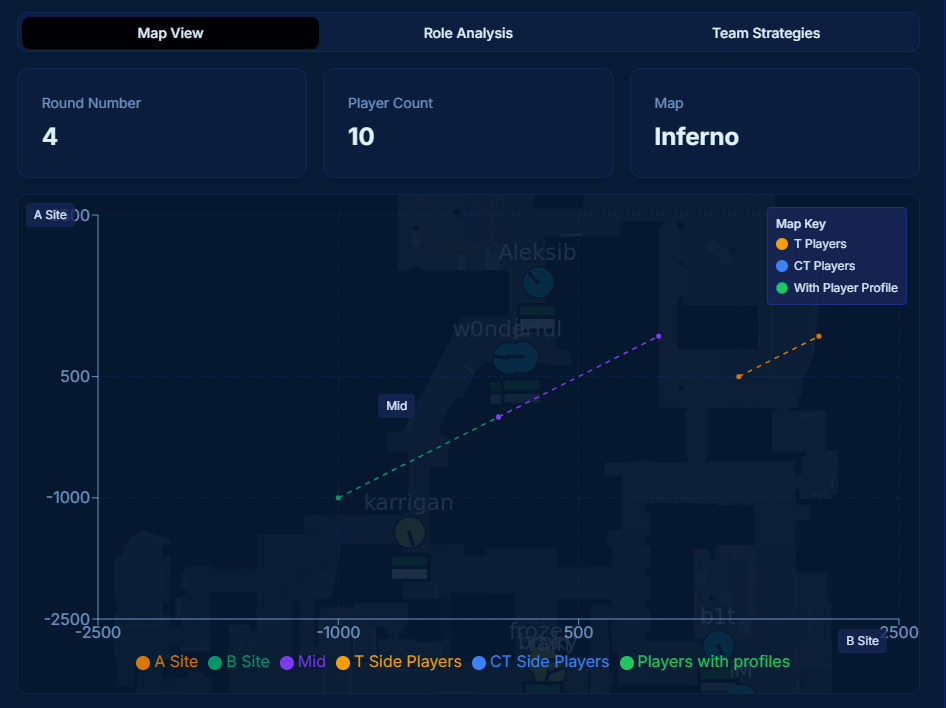 Map View Role Analysis Team Strategies
Round Number Player Count Map
4 10 Inferno
A Site
Map Key
T Players
CT Players
With Player Profile
Aleksib
w0nderful
500
Mid
-1000
karrigan
-2500
-2500 -1000 500 2500
b1t
B Site
A Site B Site Mid T Side Players CT Side Players Players with profiles